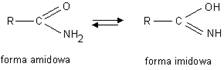 O OH
R C R C
NH2 NH
forma amidowa forma imidowa